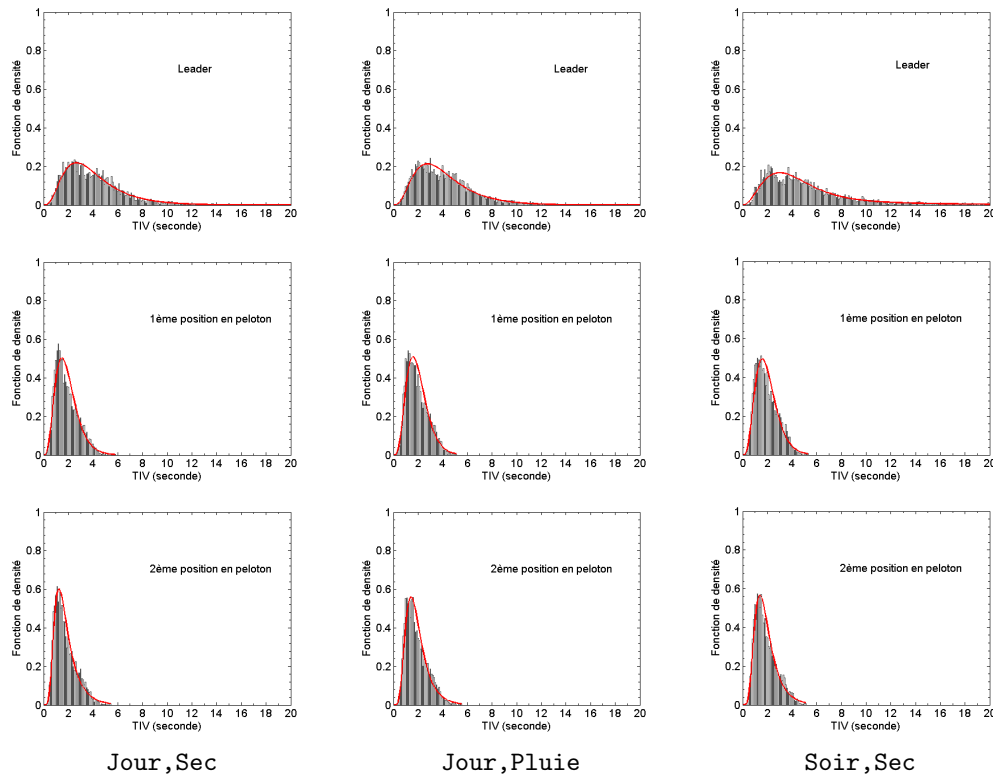 Fonction de densité
1
0.8
0.6
0.4
0.2
0
Leader
0 2 4 6 8 10 12 14 16 18 20
TIV (seconde)
Fonction de densité
1
0.8
0.6
0.4
0.2
0
Leader
0 2 4 6 8 10 12 14 16 18 20
TIV (seconde)
Fonction de densité
1
0.8
0.6
0.4
0.2
0
Leader
0 2 4 6 8 10 12 14 16 18 20
TIV (seconde)
Fonction de densité
1
0.8
0.6
0.4
0.2
0
1ème position en peloton
0 2 4 6 8 10 12 14 16 18 20
TIV (seconde)
Fonction de densité
1
0.8
0.6
0.4
0.2
0
1ème position en peloton
0 2 4 6 8 10 12 14 16 18 20
TIV (seconde)
Fonction de densité
1
0.8
0.6
0.4
0.2
0
1ème position en peloton
0 2 4 6 8 10 12 14 16 18 20
TIV (seconde)
Fonction de densité
1
0.8
0.6
0.4
0.2
0
2ème position en peloton
0 2 4 6 8 10 12 14 16 18 20
TIV (seconde)
Jour,Sec
Fonction de densité
1
0.8
0.6
0.4
0.2
0
2ème position en peloton
0 2 4 6 8 10 12 14 16 18 20
TIV (seconde)
Jour,Pluie
Fonction de densité
1
0.8
0.6
0.4
0.2
0
2ème position en peloton
0 2 4 6 8 10 12 14 16 18 20
TIV (seconde)
Soir,Sec